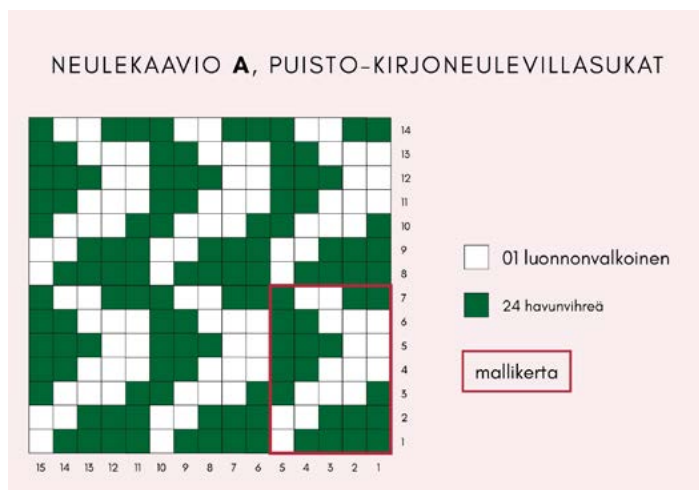 NEULEKAAVIO A, PUISTO-KIRJONEULEVILLASUKAT
14
13
12
11
10
9
8
7
6
5
4
3
2
1
01 luonnonvalkoinen
24 havunvihreä
mallikerta
15 14 13 12 11 10 9 8 7 6 5 4 3 2 1